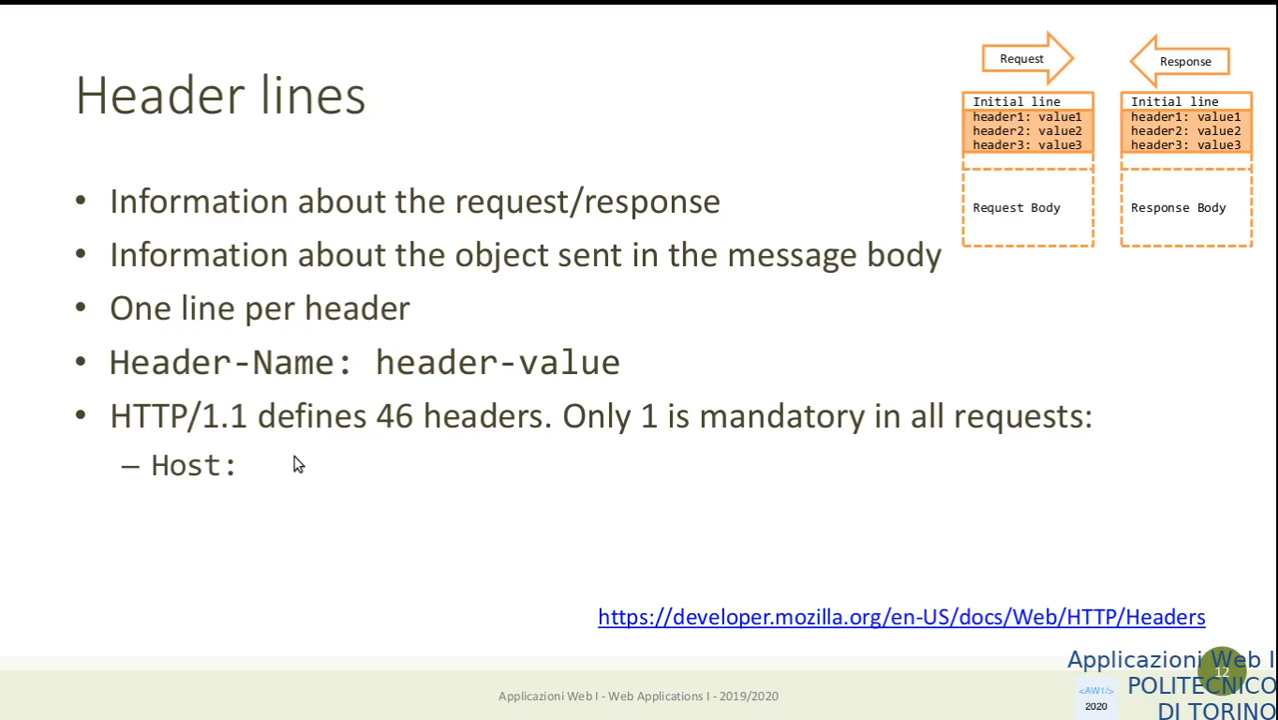 Header lines
Request
Response
Initial line
header1: value1
header2: value2
header3: value3
Request Body
Initial line
header1: value1
header2: value2
header3: value3
Response Body
• Information about the request/response
• Information about the object sent in the message body
• One line per header
• Header-Name: header-value
• HTTP/1.1 defines 46 headers. Only 1 is mandatory in all requests:
– Host:
https://developer.mozilla.org/en-US/docs/Web/HTTP/Headers
Applicazioni Web I - Web Applications I - 2019/2020
12
Applicazioni Web I
POLITECNICO
DI TORINO
<AW1/>
2020